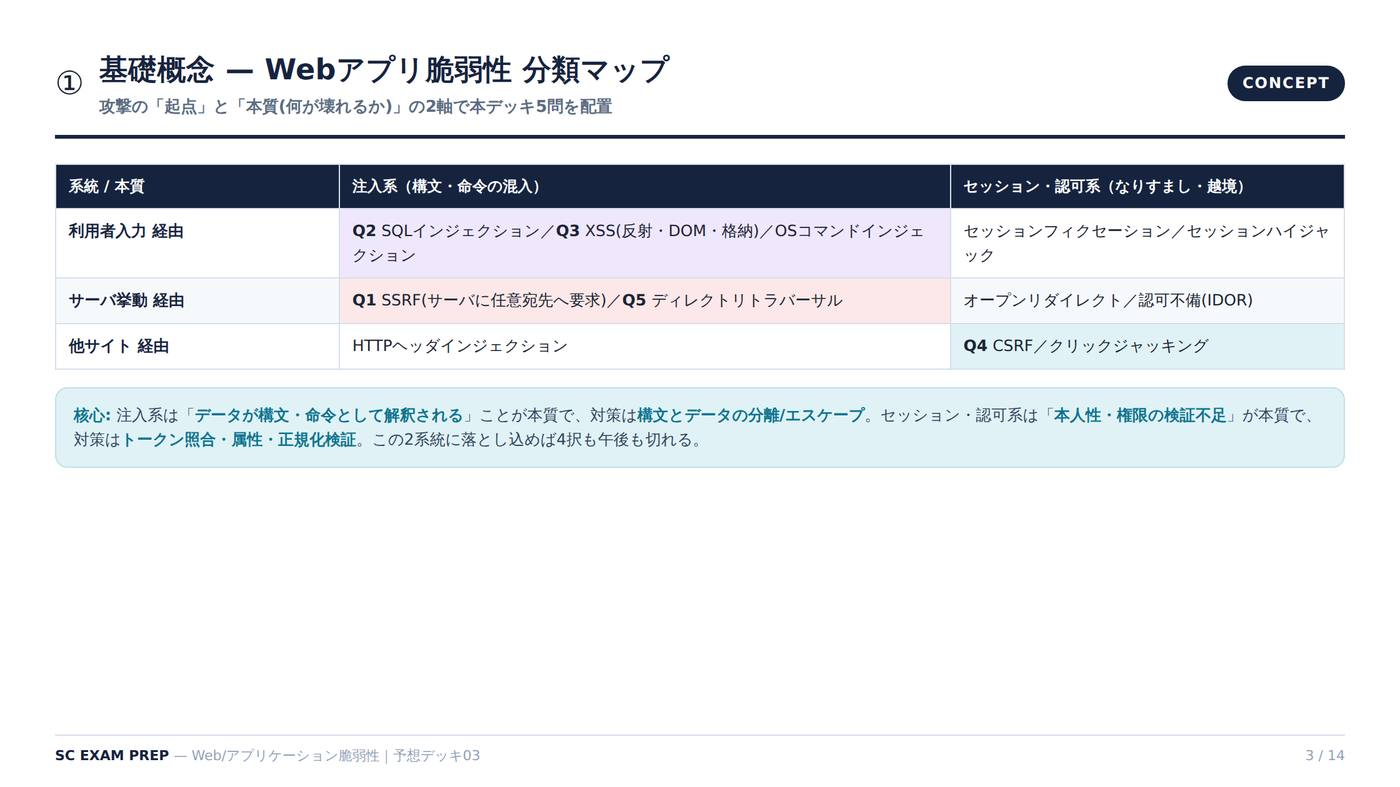 ①
基礎概念 — Webアプリ脆弱性 分類マップ
攻撃の「起点」と「本質(何が壊れるか)」の2軸で本デッキ5問を配置
CONCEPT
系統 / 本質
注入系（構文・命令の混入）
セッション・認可系（なりすまし・越境）
利用者入力 経由
Q2 SQLインジェクション／Q3 XSS(反射・DOM・格納)／OSコマンドインジェ
クション
セッションフィクセーション／セッションハイジャ
ック
サーバ挙動 経由
Q1 SSRF(サーバに任意宛先へ要求)／Q5 ディレクトリトラバーサル
オープンリダイレクト／認可不備(IDOR)
他サイト 経由
HTTPヘッダインジェクション
Q4 CSRF／クリックジャッキング
核心: 注入系は「データが構文・命令として解釈される」ことが本質で、対策は構文とデータの分離/エスケープ。セッション・認可系は「本人性・権限の検証不足」が本質で、
対策はトークン照合・属性・正規化検証。この2系統に落とし込めば4択も午後も切れる。
SC EXAM PREP — Web/アプリケーション脆弱性｜予想デッキ03
3 / 14